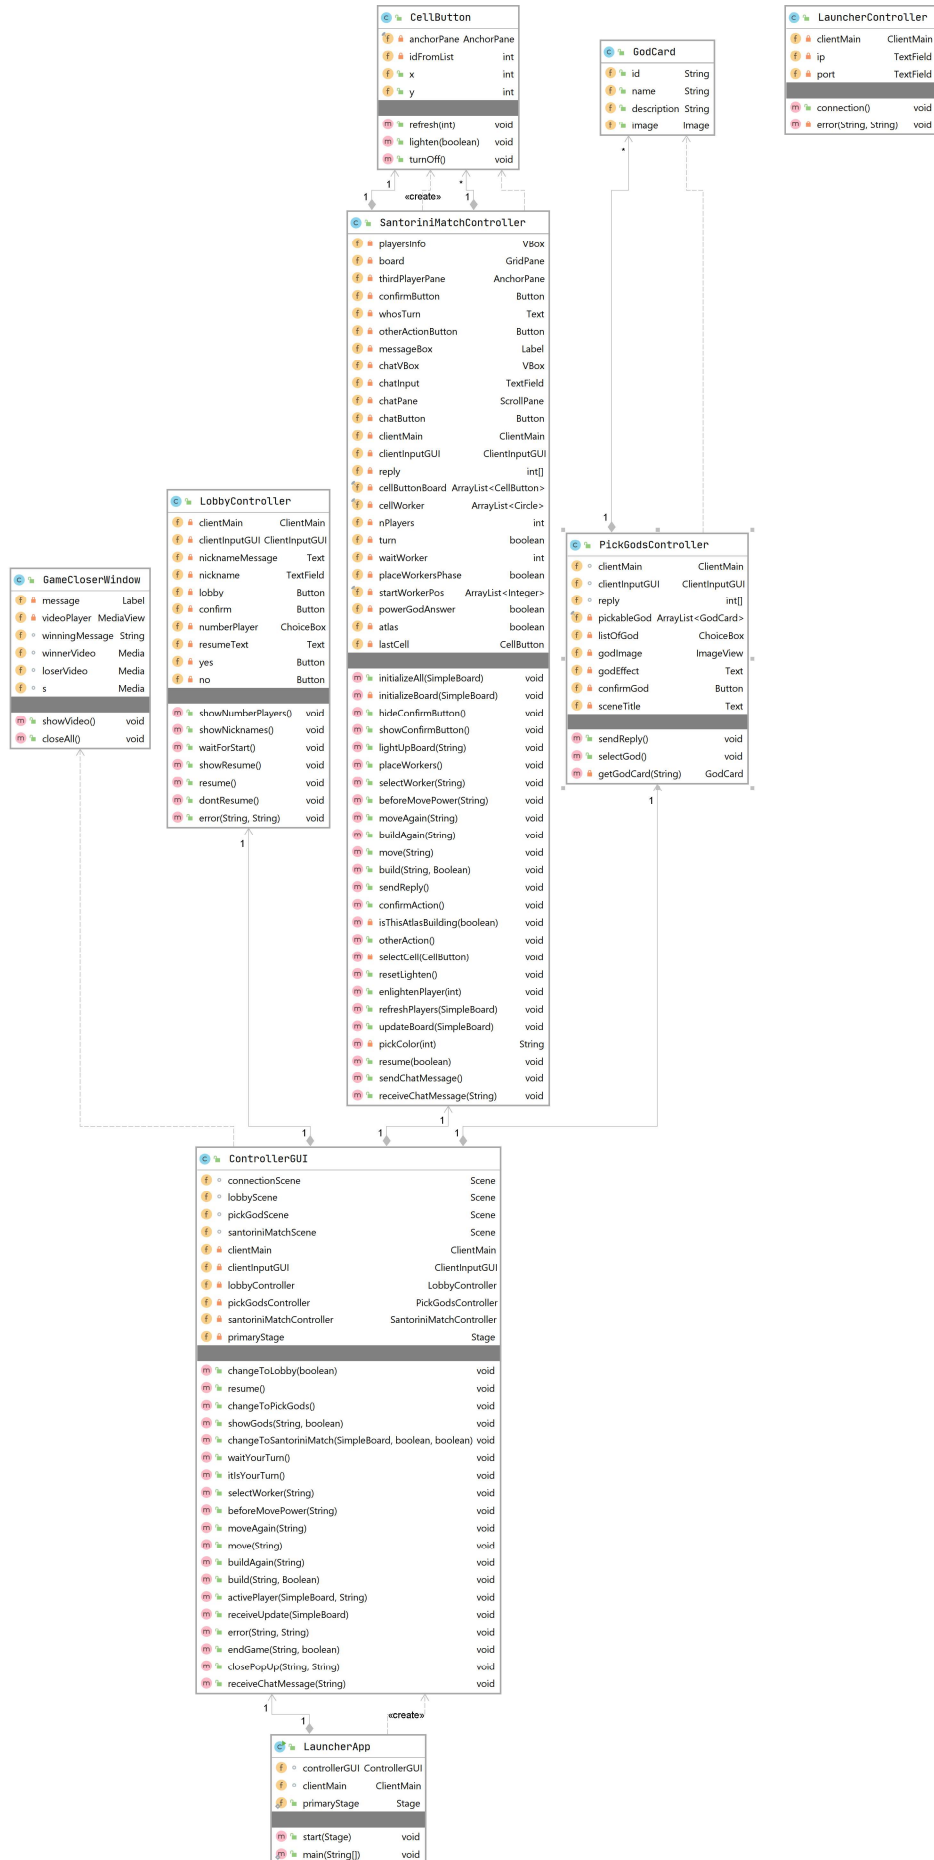 CellButton
anchorPane AnchorPane
idFromList int
x int
y int
refresh(int) void
lighten(boolean) void
turnOff() void
GodCard
id String
name String
description String
image Image
LauncherController
clientMain ClientMain
ip TextField
port TextField
connection() void
error(String, String) void
*
1
1
«create»
*
1
SantoriniMatchController
playersInfo VBox
board GridPane
thirdPlayerPane AnchorPane
confirmButton Button
whosTurn Text
otherActionButton Button
messageBox Label
chatVBox VBox
chatInput TextField
chatPane ScrollPane
chatButton Button
clientMain ClientMain
clientInputGUI ClientInputGUI
reply int[]
cellButtonBoard ArrayList<CellButton>
cellWorker ArrayList<Circle>
nPlayers int
turn boolean
waitWorker int
placeWorkersPhase boolean
startWorkerPos ArrayList<Integer>
powerGodAnswer boolean
atlas boolean
lastCell CellButton
initializeAll(SimpleBoard) void
initializeBoard(SimpleBoard) void
hideConfirmButton() void
showConfirmButton() void
lightUpBoard(String) void
placeWorkers() void
selectWorker(String) void
beforeMovePower(String) void
moveAgain(String) void
buildAgain(String) void
move(String) void
build(String, Boolean) void
sendReply() void
confirmAction() void
isThisAtlasBuilding(boolean) void
otherAction() void
selectCell(CellButton) void
resetLighten() void
enlightenPlayer(int) void
refreshPlayers(SimpleBoard) void
updateBoard(SimpleBoard) void
pickColor(int) String
resume(boolean) void
sendChatMessage() void
receiveChatMessage(String) void
LobbyController
clientMain ClientMain
clientInputGUI ClientInputGUI
nicknameMessage Text
nickname TextField
lobby Button
confirm Button
numberPlayer ChoiceBox
resumeText Text
yes Button
no Button
showNumberPlayers() void
showNicknames() void
waitForStart() void
showResume() void
resume() void
dontResume() void
error(String, String) void
1
GameCloserWindow
message Label
videoPlayer MediaView
winningMessage String
winnerVideo Media
loserVideo Media
s Media
showVideo() void
closeAll() void
1
PickGodsController
clientMain ClientMain
clientInputGUI ClientInputGUI
reply int[]
pickableGod ArrayList<GodCard>
listOfGod ChoiceBox
godImage ImageView
godEffect Text
confirmGod Button
sceneTitle Text
sendReply() void
selectGod() void
getGodCard(String) GodCard
1
1
1
1
1
ControllerGUI
connectionScene Scene
lobbyScene Scene
pickGodScene Scene
santoriniMatchScene Scene
clientMain ClientMain
clientInputGUI ClientInputGUI
lobbyController LobbyController
pickGodsController PickGodsController
santoriniMatchController SantoriniMatchController
primaryStage Stage
changeToLobby(boolean) void
resume() void
changeToPickGods() void
showGods(String, boolean) void
changeToSantoriniMatch(SimpleBoard, boolean, boolean) void
waitYourTurn() void
itIsYourTurn() void
selectWorker(String) void
beforeMovePower(String) void
moveAgain(String) void
move(String) void
buildAgain(String) void
build(String, Boolean) void
activePlayer(SimpleBoard, String) void
receiveUpdate(SimpleBoard) void
error(String, String) void
endGame(String, boolean) void
closePopUp(String, String) void
receiveChatMessage(String) void
1
1
«create»
LauncherApp
controllerGUI ControllerGUI
clientMain ClientMain
primaryStage Stage
start(Stage) void
main(String[]) void